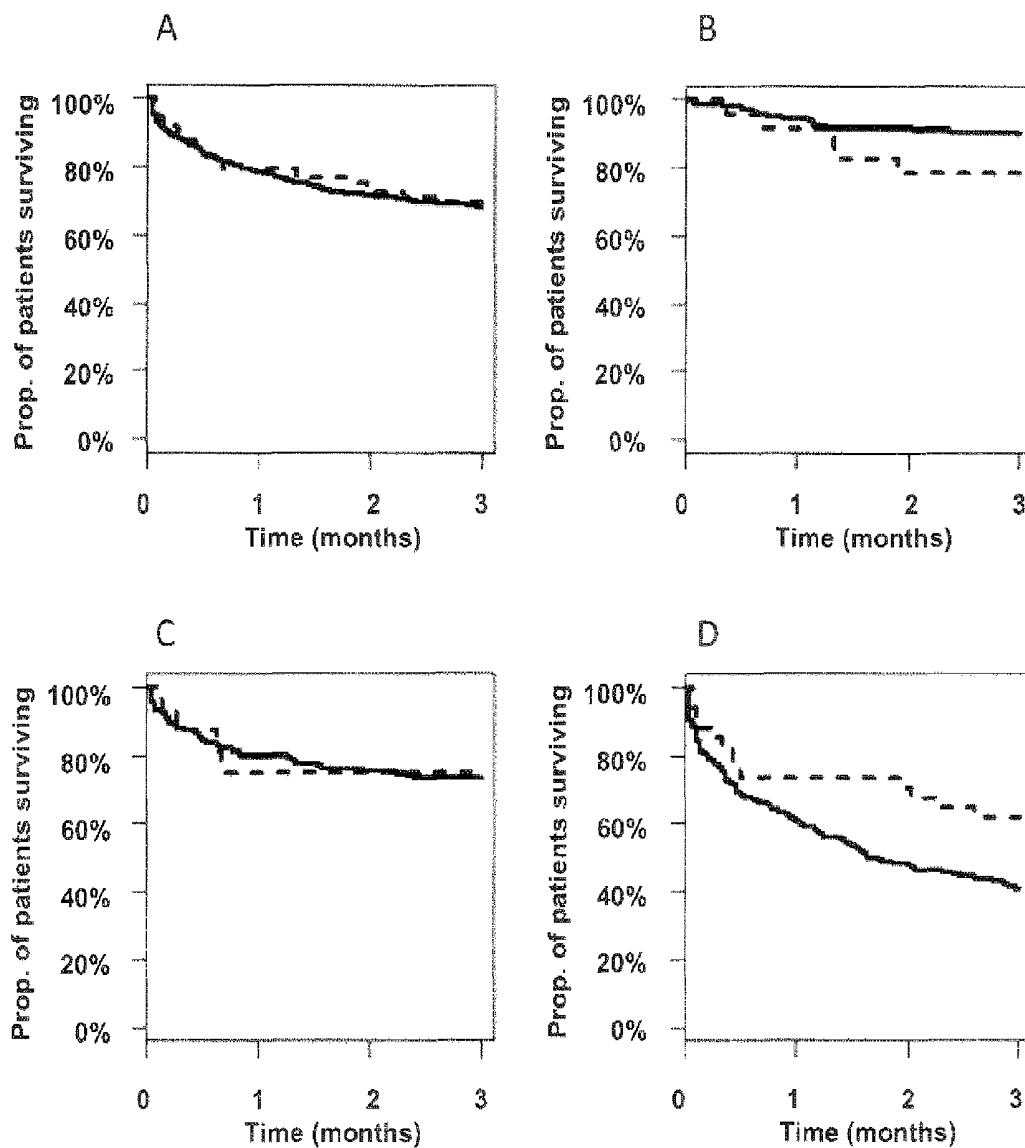 A
Prop. of patients surviving
100%
80%
60%
40%
20%
0%
0 1 2 3
Time (months)
B
Prop. of patients surviving
100%
80%
60%
40%
20%
0%
0 1 2 3
Time (months)
C
Prop. of patients surviving
100%
80%
60%
40%
20%
0%
0 1 2 3
Time (months)
D
Prop. of patients surviving
100%
80%
60%
40%
20%
0%
0 1 2 3
Time (months)